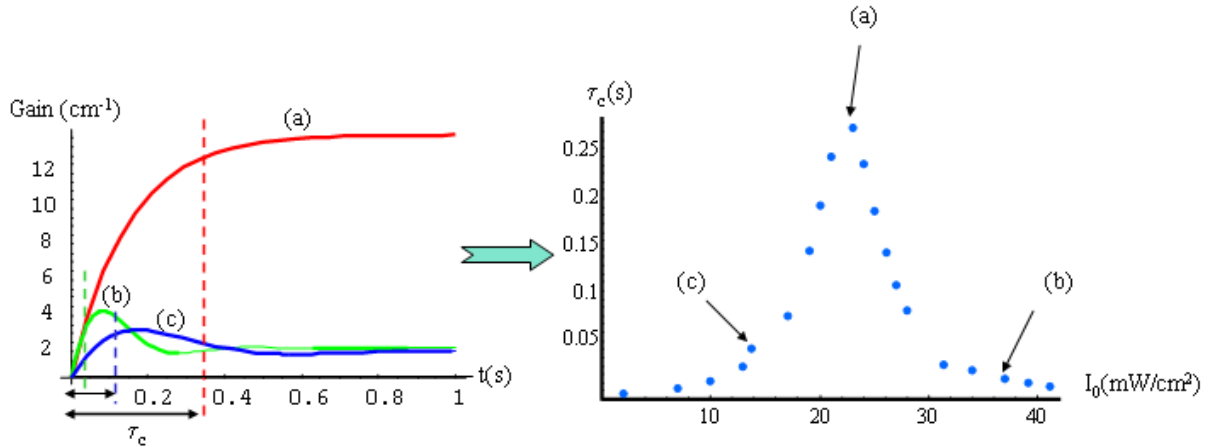 Gain (cm⁻¹)
(a)
12
10
8
6
4
2
(b)
(c)
0.2 0.4 0.6 0.8 1
t(s)
τc
(a)
τc(s)
0.25
0.2
0.15
0.1
0.05
(c)
(b)
10 20 30 40
I₀(mW/cm²)